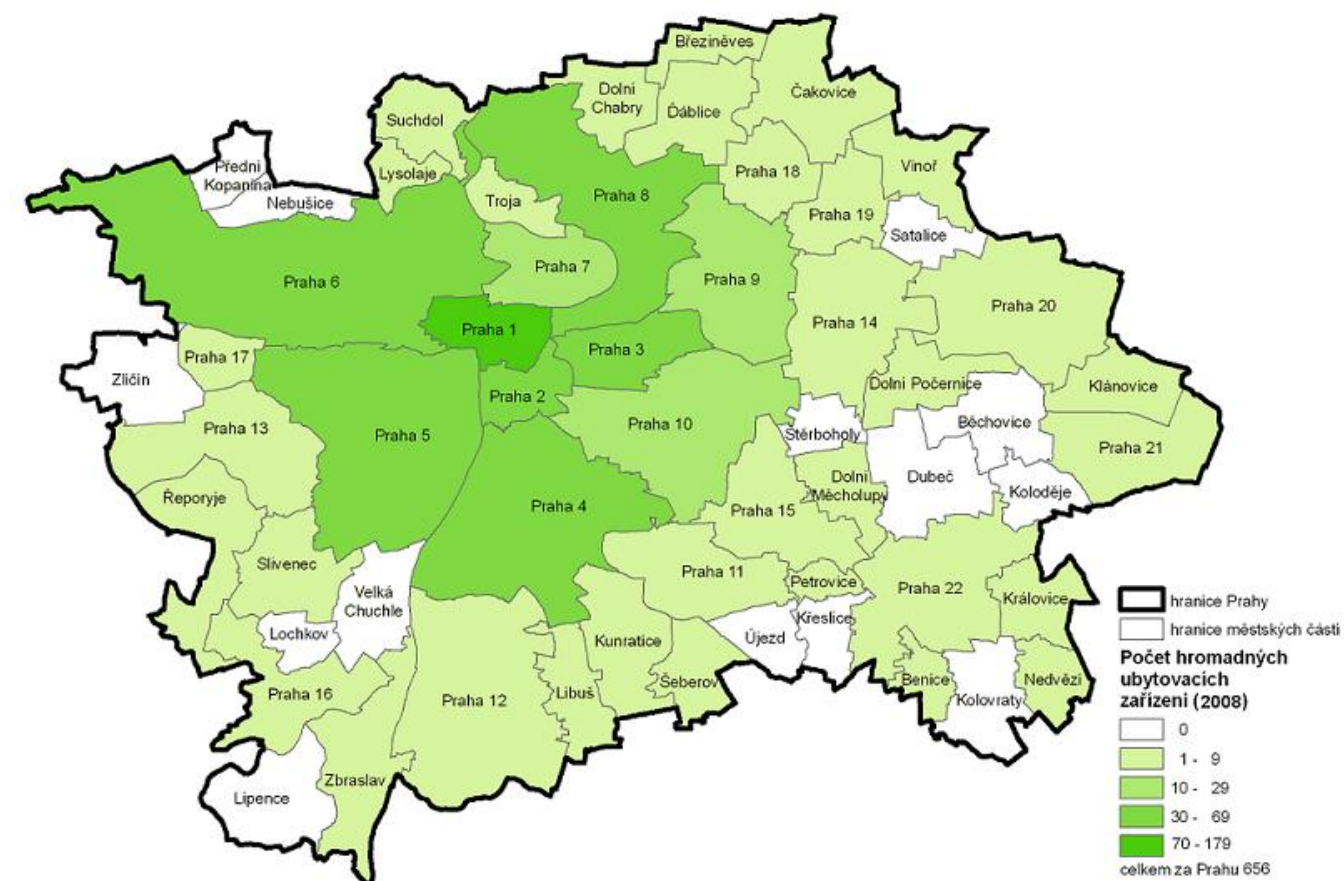 Březiněves
Dolní
Chabry
Ďáblice
Čakovice
Suchdol
Lysolaje
Přední
Kopanina
Nebušice
Troja
Praha 8
Praha 18
Vinoř
Praha 19
Satalice
Praha 6
Praha 7
Praha 9
Praha 20
Praha 14
Praha 1
Praha 3
Praha 17
Zličín
Praha 2
Dolní Počernice
Klánovice
Praha 13
Praha 5
Praha 10
Štěrboholy
Běchovice
Praha 21
Řeporyje
Dolní
Měcholupy
Dubeč
Koloděje
Praha 4
Praha 15
Slivenec
Velká
Chuchle
Praha 11
Petrovice
Praha 22
Královice
Lochkov
Kunratice
Újezd
Křeslice
Šeberov
Libuš
Praha 12
Praha 16
Benice
Kolovraty
Nedvězí
Zbraslav
Lipence
hranice Prahy
hranice městských částí
Počet hromadných
ubytovacích
zařízení (2008)
0
1 - 9
10 - 29
30 - 69
70 - 179
celkem za Prahu 656